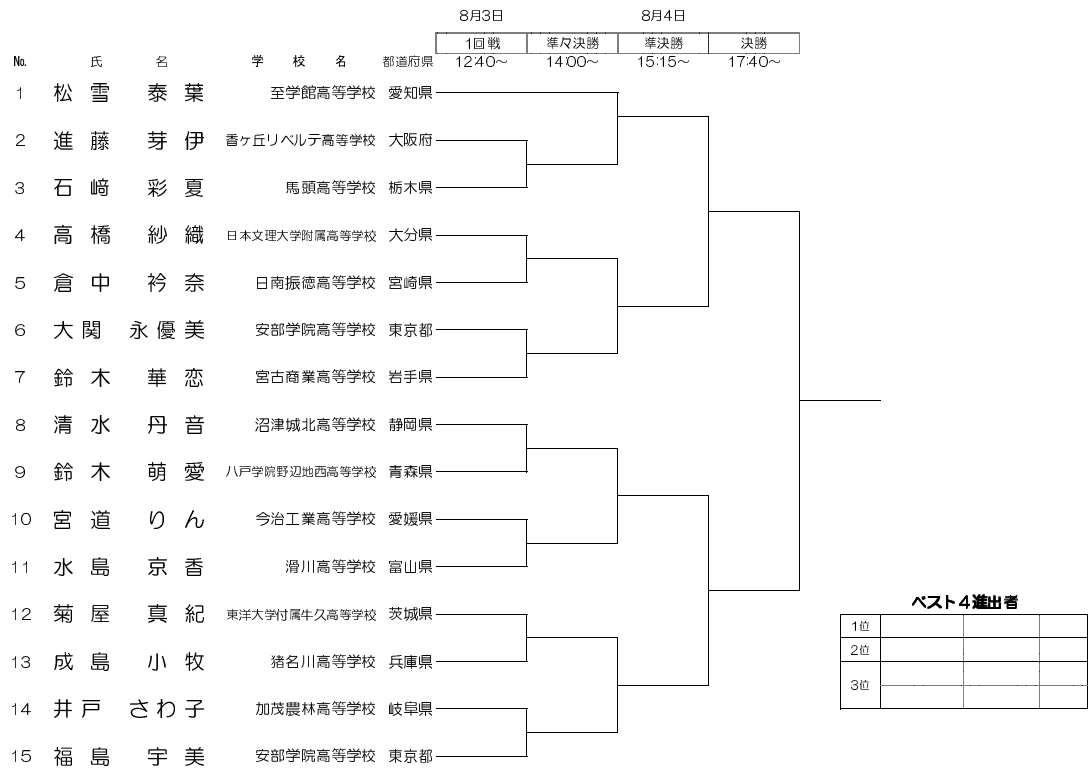 8月3日 8月4日
1回戦 準々決勝 準決勝 決勝
№ 氏 名 学 校 名 都道府県 12:40～ 14:00～ 15:15～ 17:40～
1 松 雪 泰 葉 至学館高等学校 愛知県
2 進 藤 芽 伊 香ヶ丘リベルテ高等学校 大阪府
3 石 﨑 彩 夏 馬頭高等学校 栃木県
4 高 橋 紗 織 日本文理大学附属高等学校 大分県
5 倉 中 衿 奈 日南振徳高等学校 宮崎県
6 大 関 永 優 美 安部学院高等学校 東京都
7 鈴 木 華 恋 宮古商業高等学校 岩手県
8 清 水 丹 音 沼津城北高等学校 静岡県
9 鈴 木 萌 愛 八戸学院野辺地西高等学校 青森県
10 宮 道 り ん 今治工業高等学校 愛媛県
11 水 島 京 香 滑川高等学校 富山県
12 菊 屋 真 紀 東洋大学付属牛久高等学校 茨城県
13 成 島 小 牧 猪名川高等学校 兵庫県
14 井 戸 さ わ 子 加茂農林高等学校 岐阜県
15 福 島 宇 美 安部学院高等学校 東京都
ベスト４進出者
1位
2位
3位